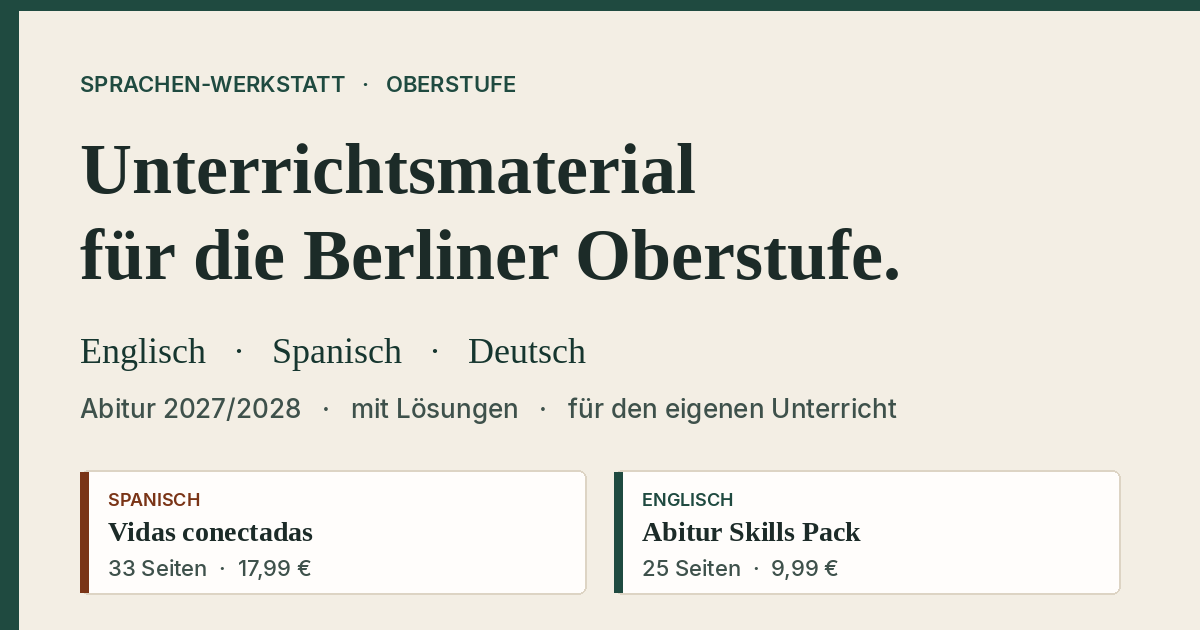 SPRACHEN-WERKSTATT · OBERSTUFE
Unterrichtsmaterial
für die Berliner Oberstufe.
Englisch · Spanisch · Deutsch
Abitur 2027/2028 · mit Lösungen · für den eigenen Unterricht
SPANISCH
Vidas conectadas
33 Seiten · 17,99 €
ENGLISCH
Abitur Skills Pack
25 Seiten · 9,99 €